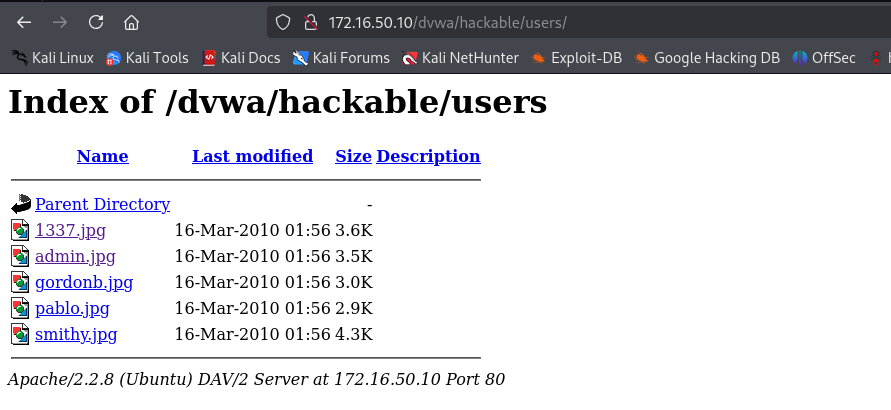 172.16.50.10/dvwa/hackable/users/
Kali Linux Kali Tools Kali Docs Kali Forums Kali NetHunter Exploit-DB Google Hacking DB OffSec
Index of /dvwa/hackable/users
Name Last modified Size Description
Parent Directory -
1337.jpg 16-Mar-2010 01:56 3.6K
admin.jpg 16-Mar-2010 01:56 3.5K
gordonb.jpg 16-Mar-2010 01:56 3.0K
pablo.jpg 16-Mar-2010 01:56 2.9K
smithy.jpg 16-Mar-2010 01:56 4.3K
Apache/2.2.8 (Ubuntu) DAV/2 Server at 172.16.50.10 Port 80